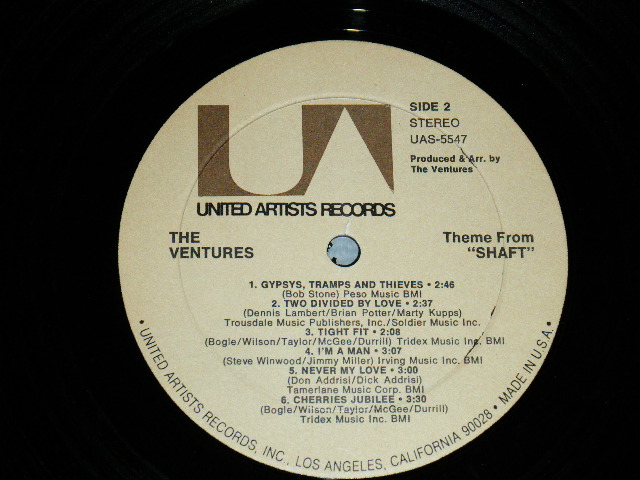 SIDE 2
STEREO
UAS-5547
Produced & Arr. by
The Ventures
UA
UNITED ARTISTS RECORDS
THE
VENTURES
Theme From
"SHAFT"
1. GYPSYS, TRAMPS AND THIEVES • 2:46
(Bob Stone) Peso Music BMI
2. TWO DIVIDED BY LOVE • 2:37
(Dennis Lambert/Brian Potter/Marty Kupps)
Trousdale Music Publishers, Inc./Soldier Music Inc.
3. TIGHT FIT • 2:08
(Bogle/Wilson/Taylor/McGee/Durrill) Tridex Music Inc. BMI
4. I'M A MAN • 3:07
(Steve Winwood/Jimmy Miller) Irving Music Inc. BMI
5. NEVER MY LOVE • 3:00
(Don Addrisi/Dick Addrisi)
Tamerlane Music Corp. BMI
6. CHERRIES JUBILEE • 3:30
(Bogle/Wilson/Taylor/McGee/Durrill)
Tridex Music Inc. BMI
• UNITED ARTISTS RECORDS, INC., LOS ANGELES, CALIFORNIA 90028 • MADE IN U.S.A. •